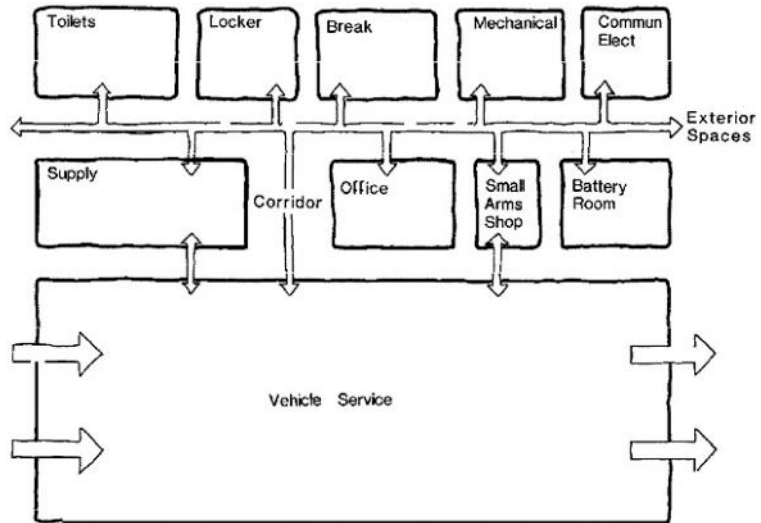 Toilets
Locker
Break
Mechanical
Commun
Elect
Exterior
Spaces
Supply
Corridor
Office
Small
Arms
Shop
Battery
Room
Vehicle Service